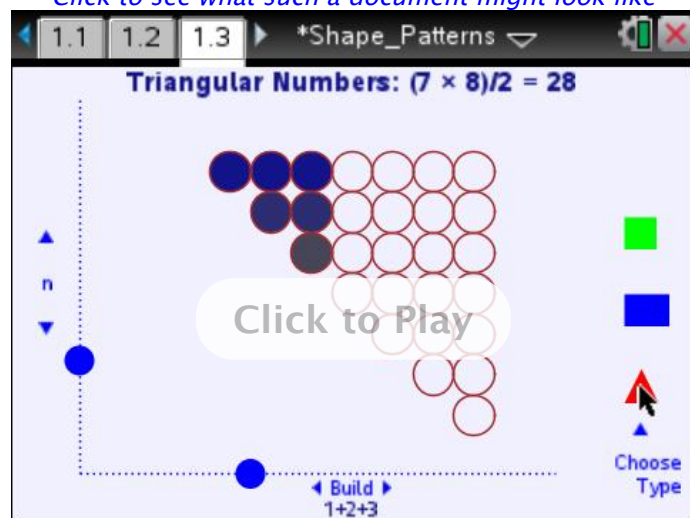 Click to see what such a document might look like
1.1 1.2 1.3 *Shape_Patterns
Triangular Numbers: (7 × 8)/2 = 28
n
Click to Play
Choose
Type
Build
1+2+3